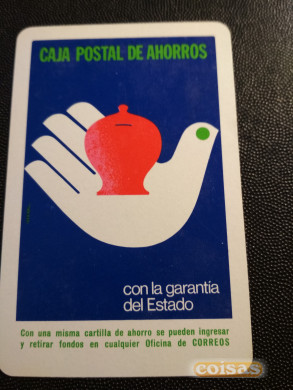 CAJA POSTAL DE AHORROS
con la garantía
del Estado
Con una misma cartilla de ahorro se pueden ingresar
y retirar fondos en cualquier Oficina de CORREOS
coisas